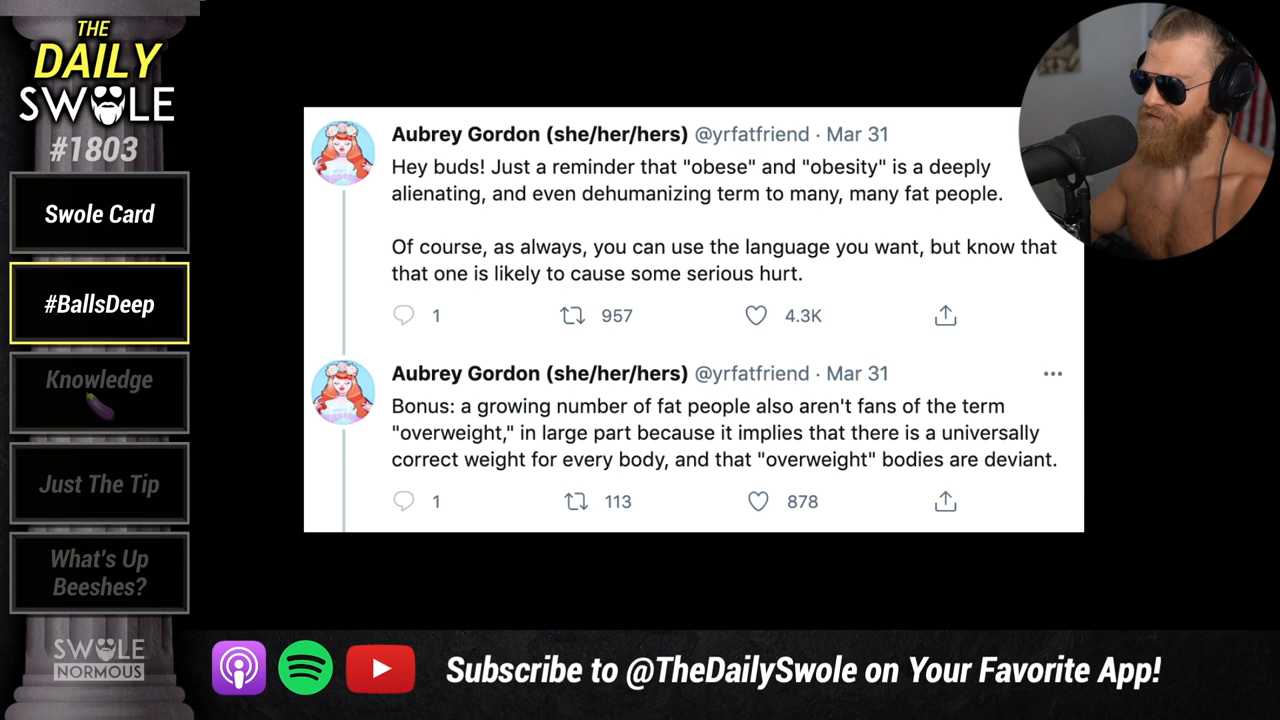 THE
DAILY
SWOLE
#1803
Swole Card
#BallsDeep
Knowledge
🍆
Just The Tip
What's Up
Beeshes?
SWOLE
NORMOUS
Aubrey Gordon (she/her/hers) @yrfatfriend · Mar 31
Hey buds! Just a reminder that "obese" and "obesity" is a deeply
alienating, and even dehumanizing term to many, many fat people.
Of course, as always, you can use the language you want, but know that
that one is likely to cause some serious hurt.
1 957 4.3K
Aubrey Gordon (she/her/hers) @yrfatfriend · Mar 31
Bonus: a growing number of fat people also aren't fans of the term
"overweight," in large part because it implies that there is a universally
correct weight for every body, and that "overweight" bodies are deviant.
1 113 878
Subscribe to @TheDailySwole on Your Favorite App!